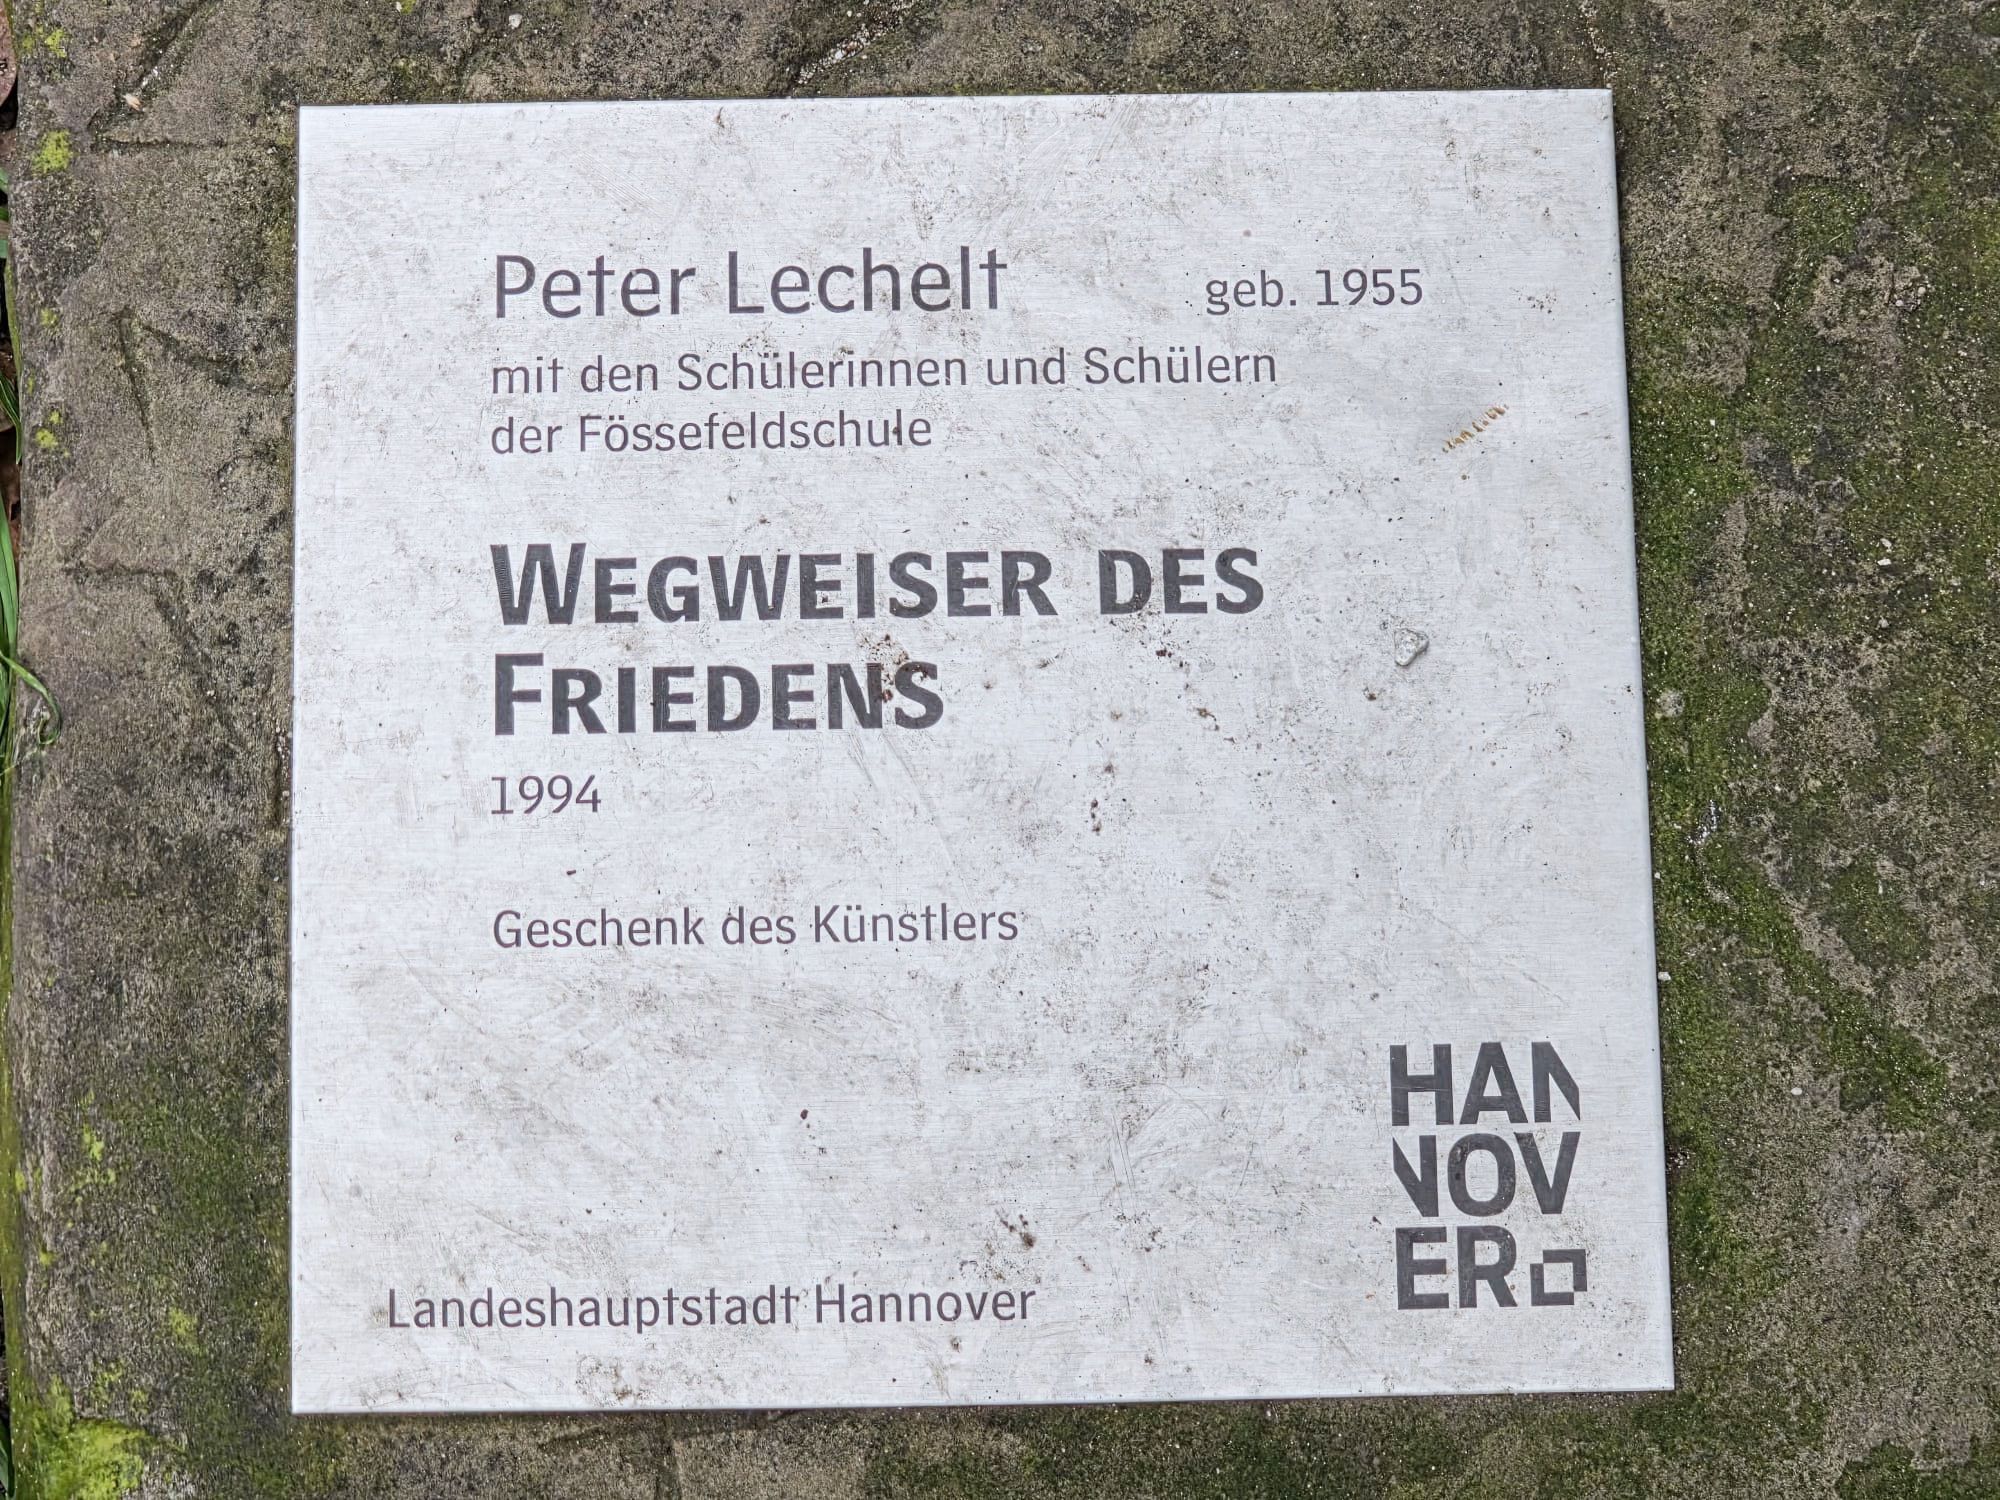 Peter Lechelt geb. 1955
mit den Schülerinnen und Schülern
der Fössefeldschule
WEGWEISER DES
FRIEDENS
1994
Geschenk des Künstlers
HAN
NOV
ER
Landeshauptstadt Hannover